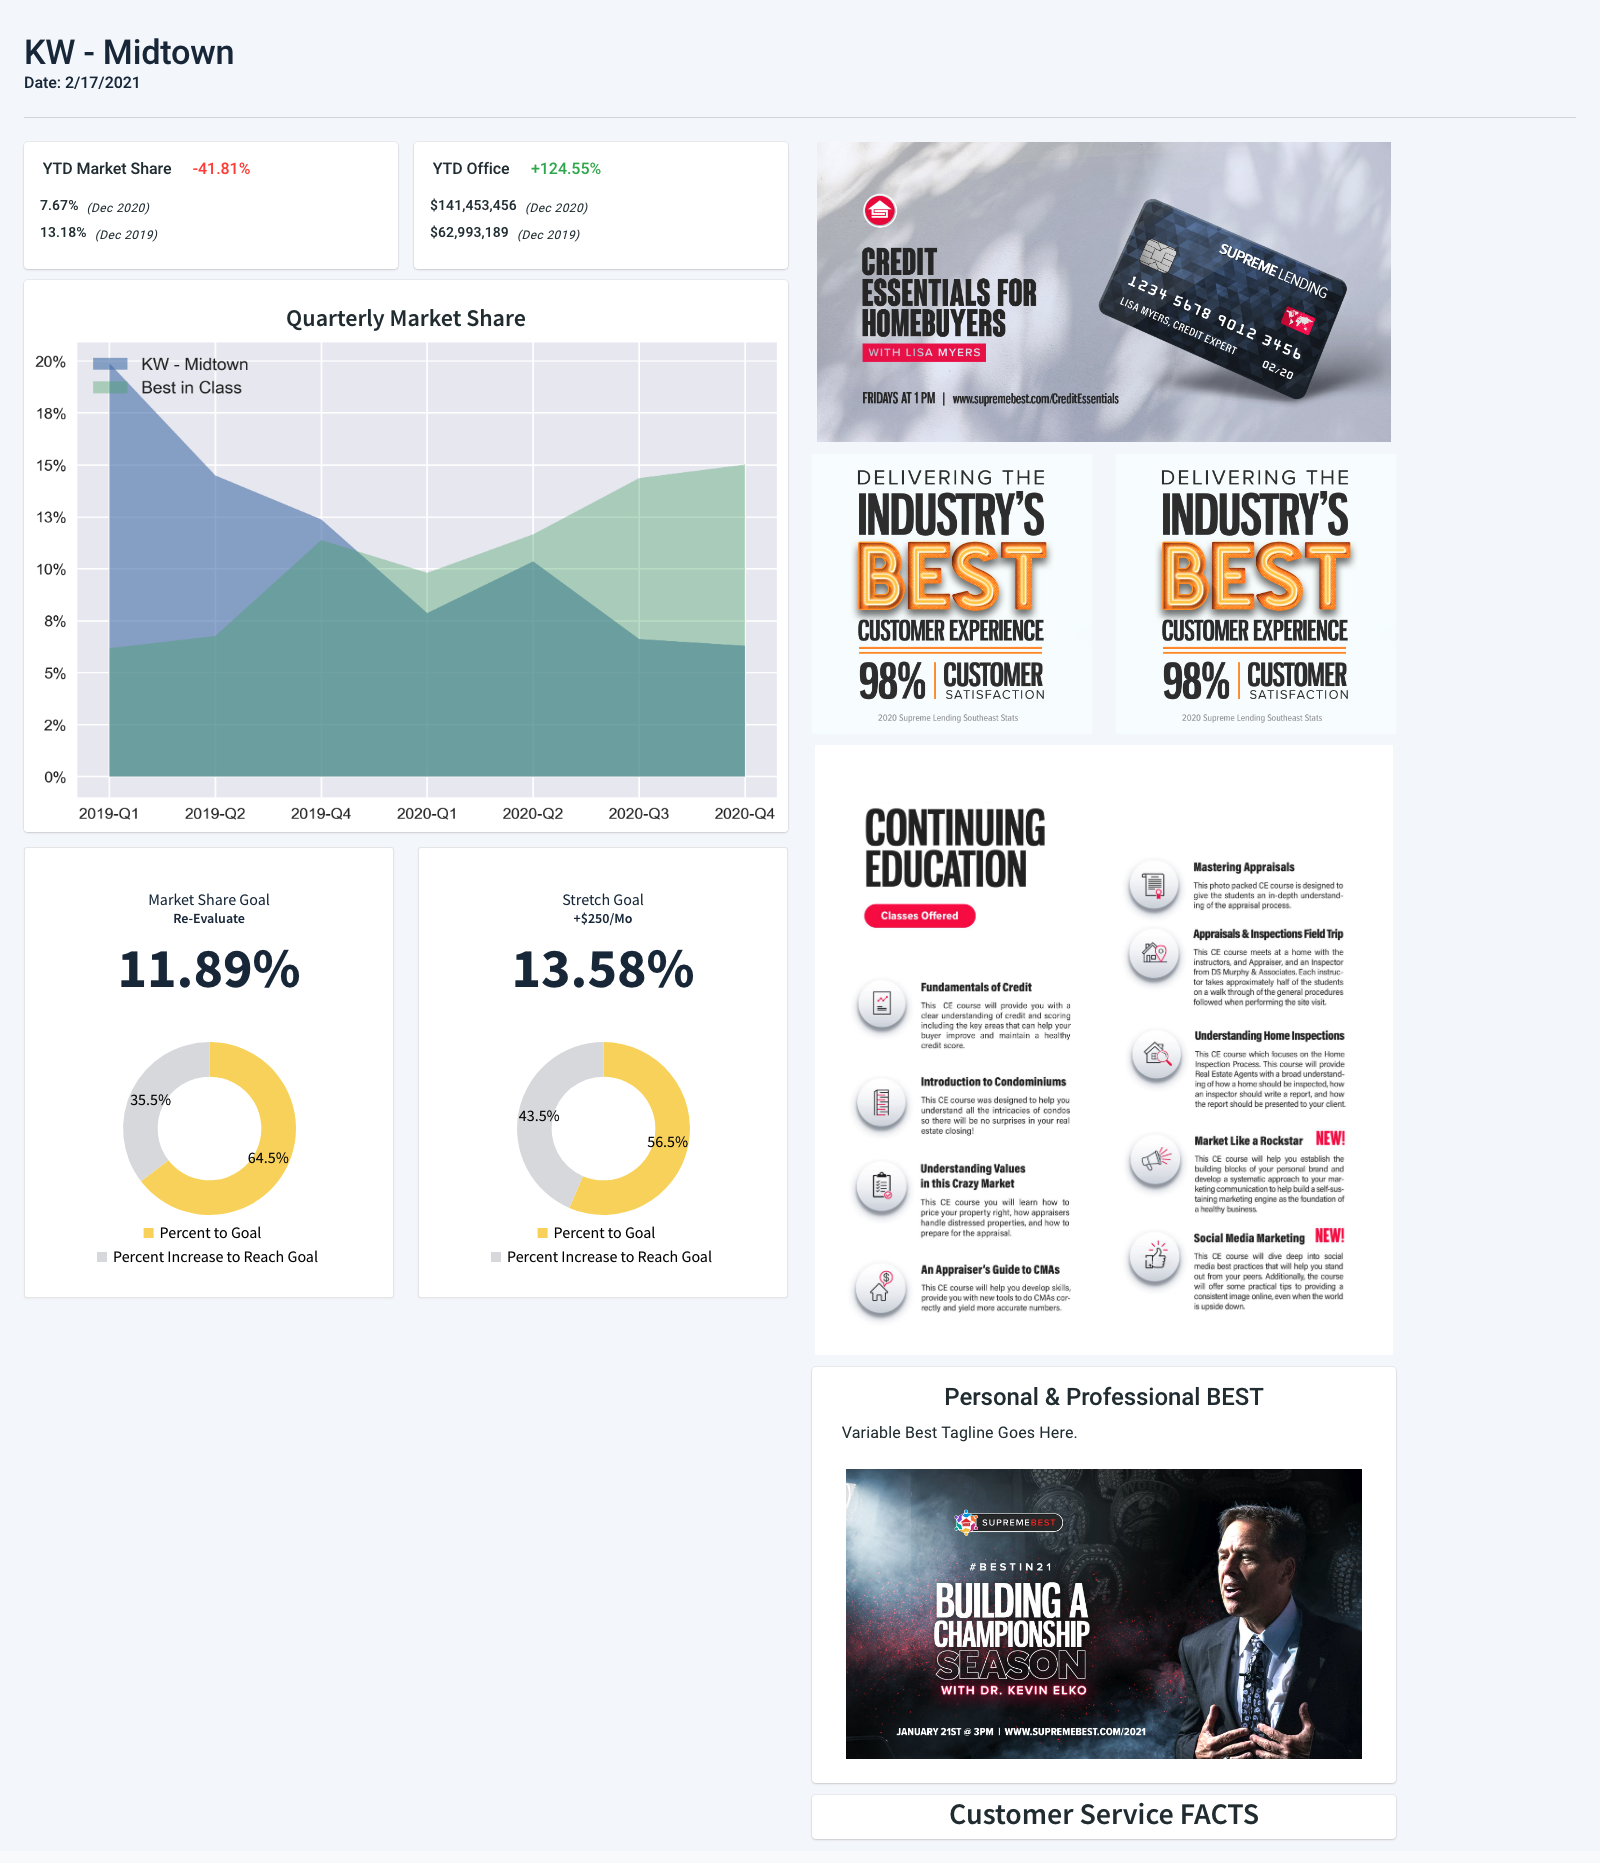 KW - Midtown
Date: 2/17/2021
YTD Market Share -41.81%
7.67% (Dec 2020)
13.18% (Dec 2019)
YTD Office +124.55%
$141,453,456 (Dec 2020)
$62,993,189 (Dec 2019)
Quarterly Market Share
KW - Midtown
Best in Class
20%
18%
15%
13%
10%
8%
5%
2%
0%
2019-Q1 2019-Q2 2019-Q4 2020-Q1 2020-Q2 2020-Q3 2020-Q4
Market Share Goal
Re-Evaluate
11.89%
35.5%
64.5%
Percent to Goal
Percent Increase to Reach Goal
Stretch Goal
+$250/Mo
13.58%
43.5%
56.5%
Percent to Goal
Percent Increase to Reach Goal
CREDIT
ESSENTIALS FOR
HOMEBUYERS
WITH LISA MYERS
FRIDAYS AT 1 PM | www.supremebest.com/CreditEssentials
SUPREME LENDING
1234 5678 9012 3456
LISA MYERS, CREDIT EXPERT
02/20
DELIVERING THE
INDUSTRY'S
BEST
CUSTOMER EXPERIENCE
98% | CUSTOMER
SATISFACTION
2020 Supreme Lending Southeast Stats
DELIVERING THE
INDUSTRY'S
BEST
CUSTOMER EXPERIENCE
98% | CUSTOMER
SATISFACTION
2020 Supreme Lending Southeast Stats
CONTINUING
EDUCATION
Classes Offered
Fundamentals of Credit
This CE course will provide you with a
clear understanding of credit and scoring
including the key areas that can help your
buyer improve and maintain a healthy
credit score.
Introduction to Condominiums
This CE course was designed to help you
understand all the intricacies of condos
so there will be no surprises in your real
estate closing!
Understanding Values
in this Crazy Market
This CE course you will learn how to
price your property right, how appraisers
handle distressed properties, and how to
prepare for the appraisal.
An Appraiser's Guide to CMAs
This CE course will help you develop skills,
provide you with new tools to do CMAs cor-
rectly and yield more accurate numbers.
Mastering Appraisals
This photo packed CE course is designed to
give the students an in-depth understand-
ing of the appraisal process.
Appraisals & Inspections Field Trip
This CE course meets at a home with the
instructors, and Appraiser, and an Inspector
from DS Murphy & Associates. Each instruc-
tor takes approximately half of the students
on a walk through of the general procedures
followed when performing the site visit.
Understanding Home Inspections
This CE course which focuses on the Home
Inspection Process. This course will provide
Real Estate Agents with a broad understand-
ing of how a home should be inspected, how
an inspector should write a report, and how
the report should be presented to your client.
Market Like a Rockstar NEW!
This CE course will help you establish the
building blocks of your personal brand and
develop a systematic approach to your mar-
keting communication to help build a self-sus-
taining marketing engine as the foundation of
a healthy business.
Social Media Marketing NEW!
This CE course will dive deep into social
media best practices that will help you stand
out from your peers. Additionally, the course
will offer some practical tips to providing a
consistent image online, even when the world
is upside down.
Personal & Professional BEST
Variable Best Tagline Goes Here.
SUPREMEBEST
#BESTIN21
BUILDING A
CHAMPIONSHIP
SEASON
WITH DR. KEVIN ELKO
JANUARY 21ST @ 3PM | WWW.SUPREMEBEST.COM/2021
Customer Service FACTS